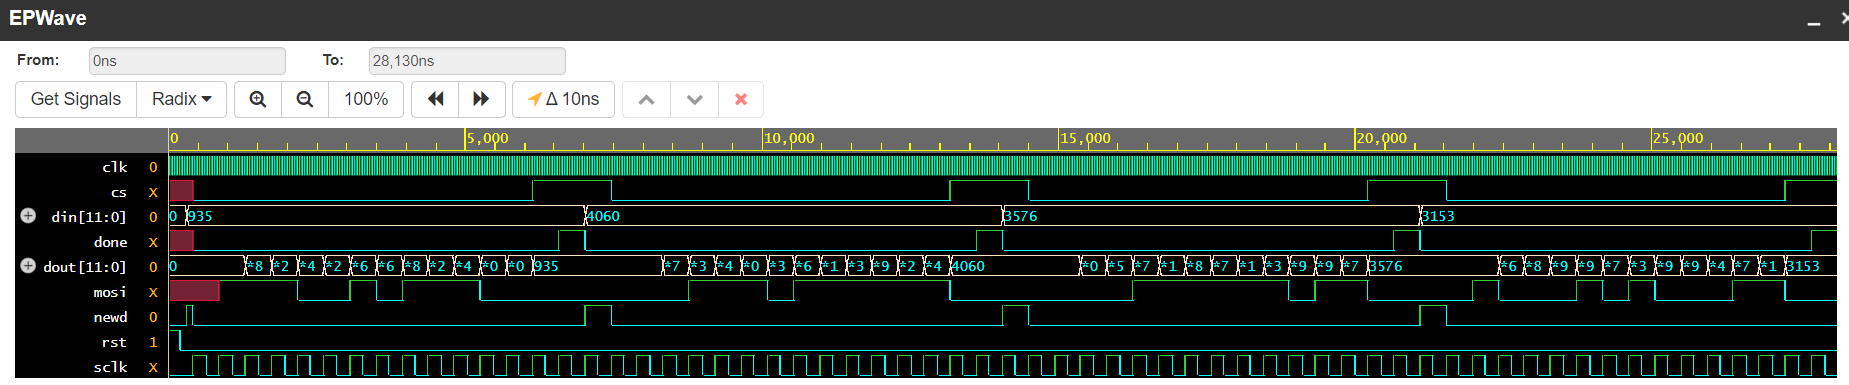 EPWave
From: 0ns To: 28,130ns
Get Signals Radix 100% Δ 10ns
0 5,000 10,000 15,000 20,000 25,000
clk 0
cs X
din[11:0] 0 0 935 4060 3576 3153
done X
dout[11:0] 0 0 *8 *2 *4 *2 *6 *6 *8 *2 *4 *0 *0 935 *7 *3 *4 *0 *3 *6 *1 *3 *9 *2 *4 4060 *0 *5 *7 *1 *8 *7 *1 *3 *9 *9 *7 3576 *6 *8 *9 *9 *7 *3 *9 *9 *4 *7 *1 3153
mosi X
newd 0
rst 1
sclk X